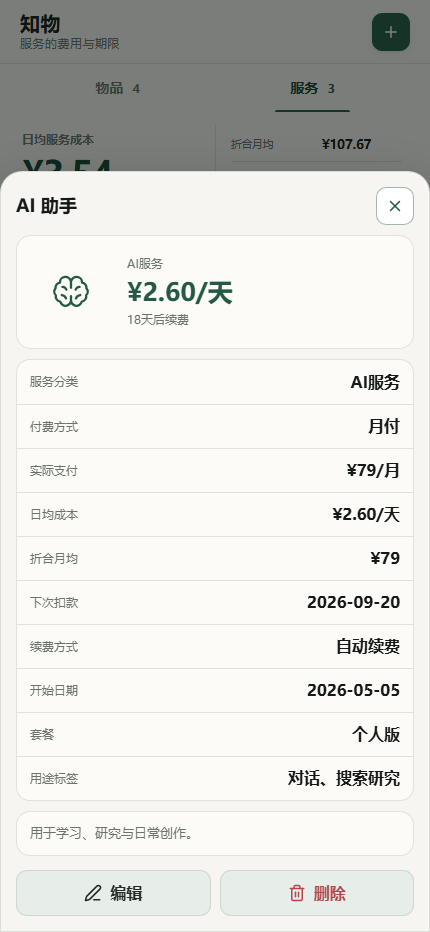 知物
服务的费用与期限
物品 4
服务 3
日均服务成本
折合月均 ¥107.67
AI 助手
AI服务
¥2.60/天
18天后续费
服务分类 AI服务
付费方式 月付
实际支付 ¥79/月
日均成本 ¥2.60/天
折合月均 ¥79
下次扣款 2026-09-20
续费方式 自动续费
开始日期 2026-05-05
套餐 个人版
用途标签 对话、搜索研究
用于学习、研究与日常创作。
编辑
删除